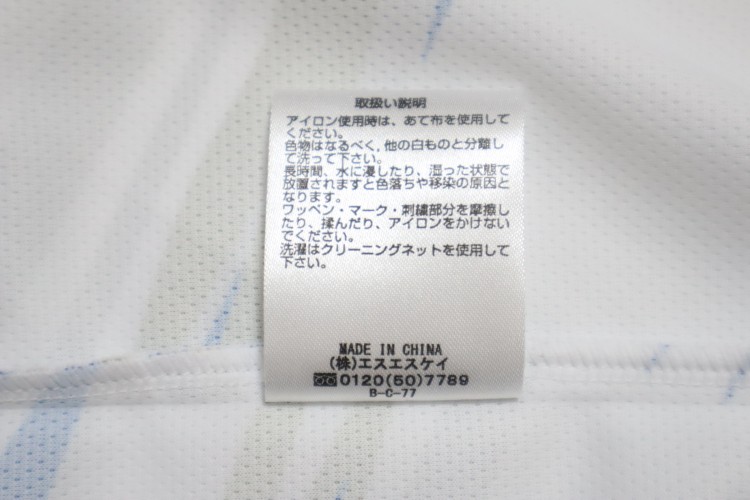 取扱い説明
アイロン使用時は、あて布を使用して
ください。
色物はなるべく,他の白ものと分離し
て洗って下さい。
長時間、水に浸したり、湿った状態で
放置されますと色落ちや移染の原因と
なります。
ワッペン・マーク・刺繍部分を摩擦し
たり、揉んだり、アイロンをかけない
でください。
洗濯はクリーニングネットを使用して
下さい。
MADE IN CHINA
(株)エスエスケイ
0120(50)7789
B-C-77